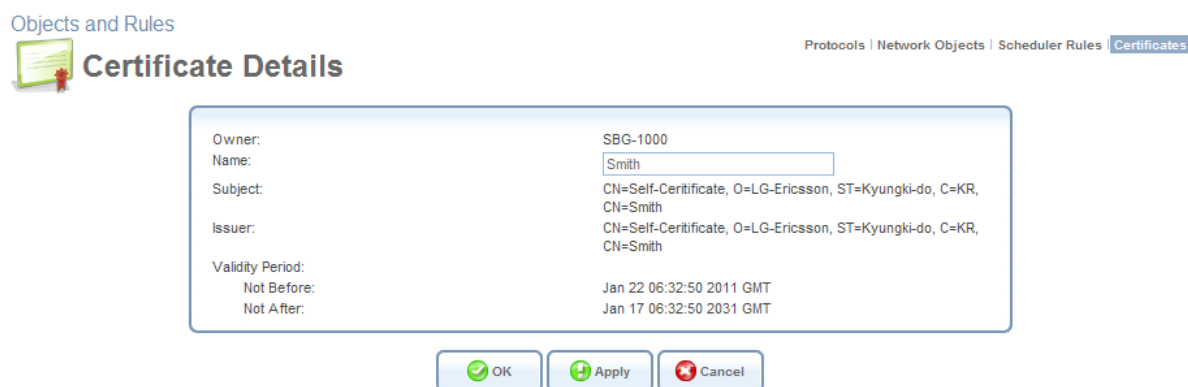 Objects and Rules
Protocols | Network Objects | Scheduler Rules | Certificates
Certificate Details
Owner: SBG-1000
Name: Smith
Subject: CN=Self-Ceritificate, O=LG-Ericsson, ST=Kyungki-do, C=KR,
CN=Smith
Issuer: CN=Self-Ceritificate, O=LG-Ericsson, ST=Kyungki-do, C=KR,
CN=Smith
Validity Period:
Not Before: Jan 22 06:32:50 2011 GMT
Not After: Jan 17 06:32:50 2031 GMT
OK Apply Cancel